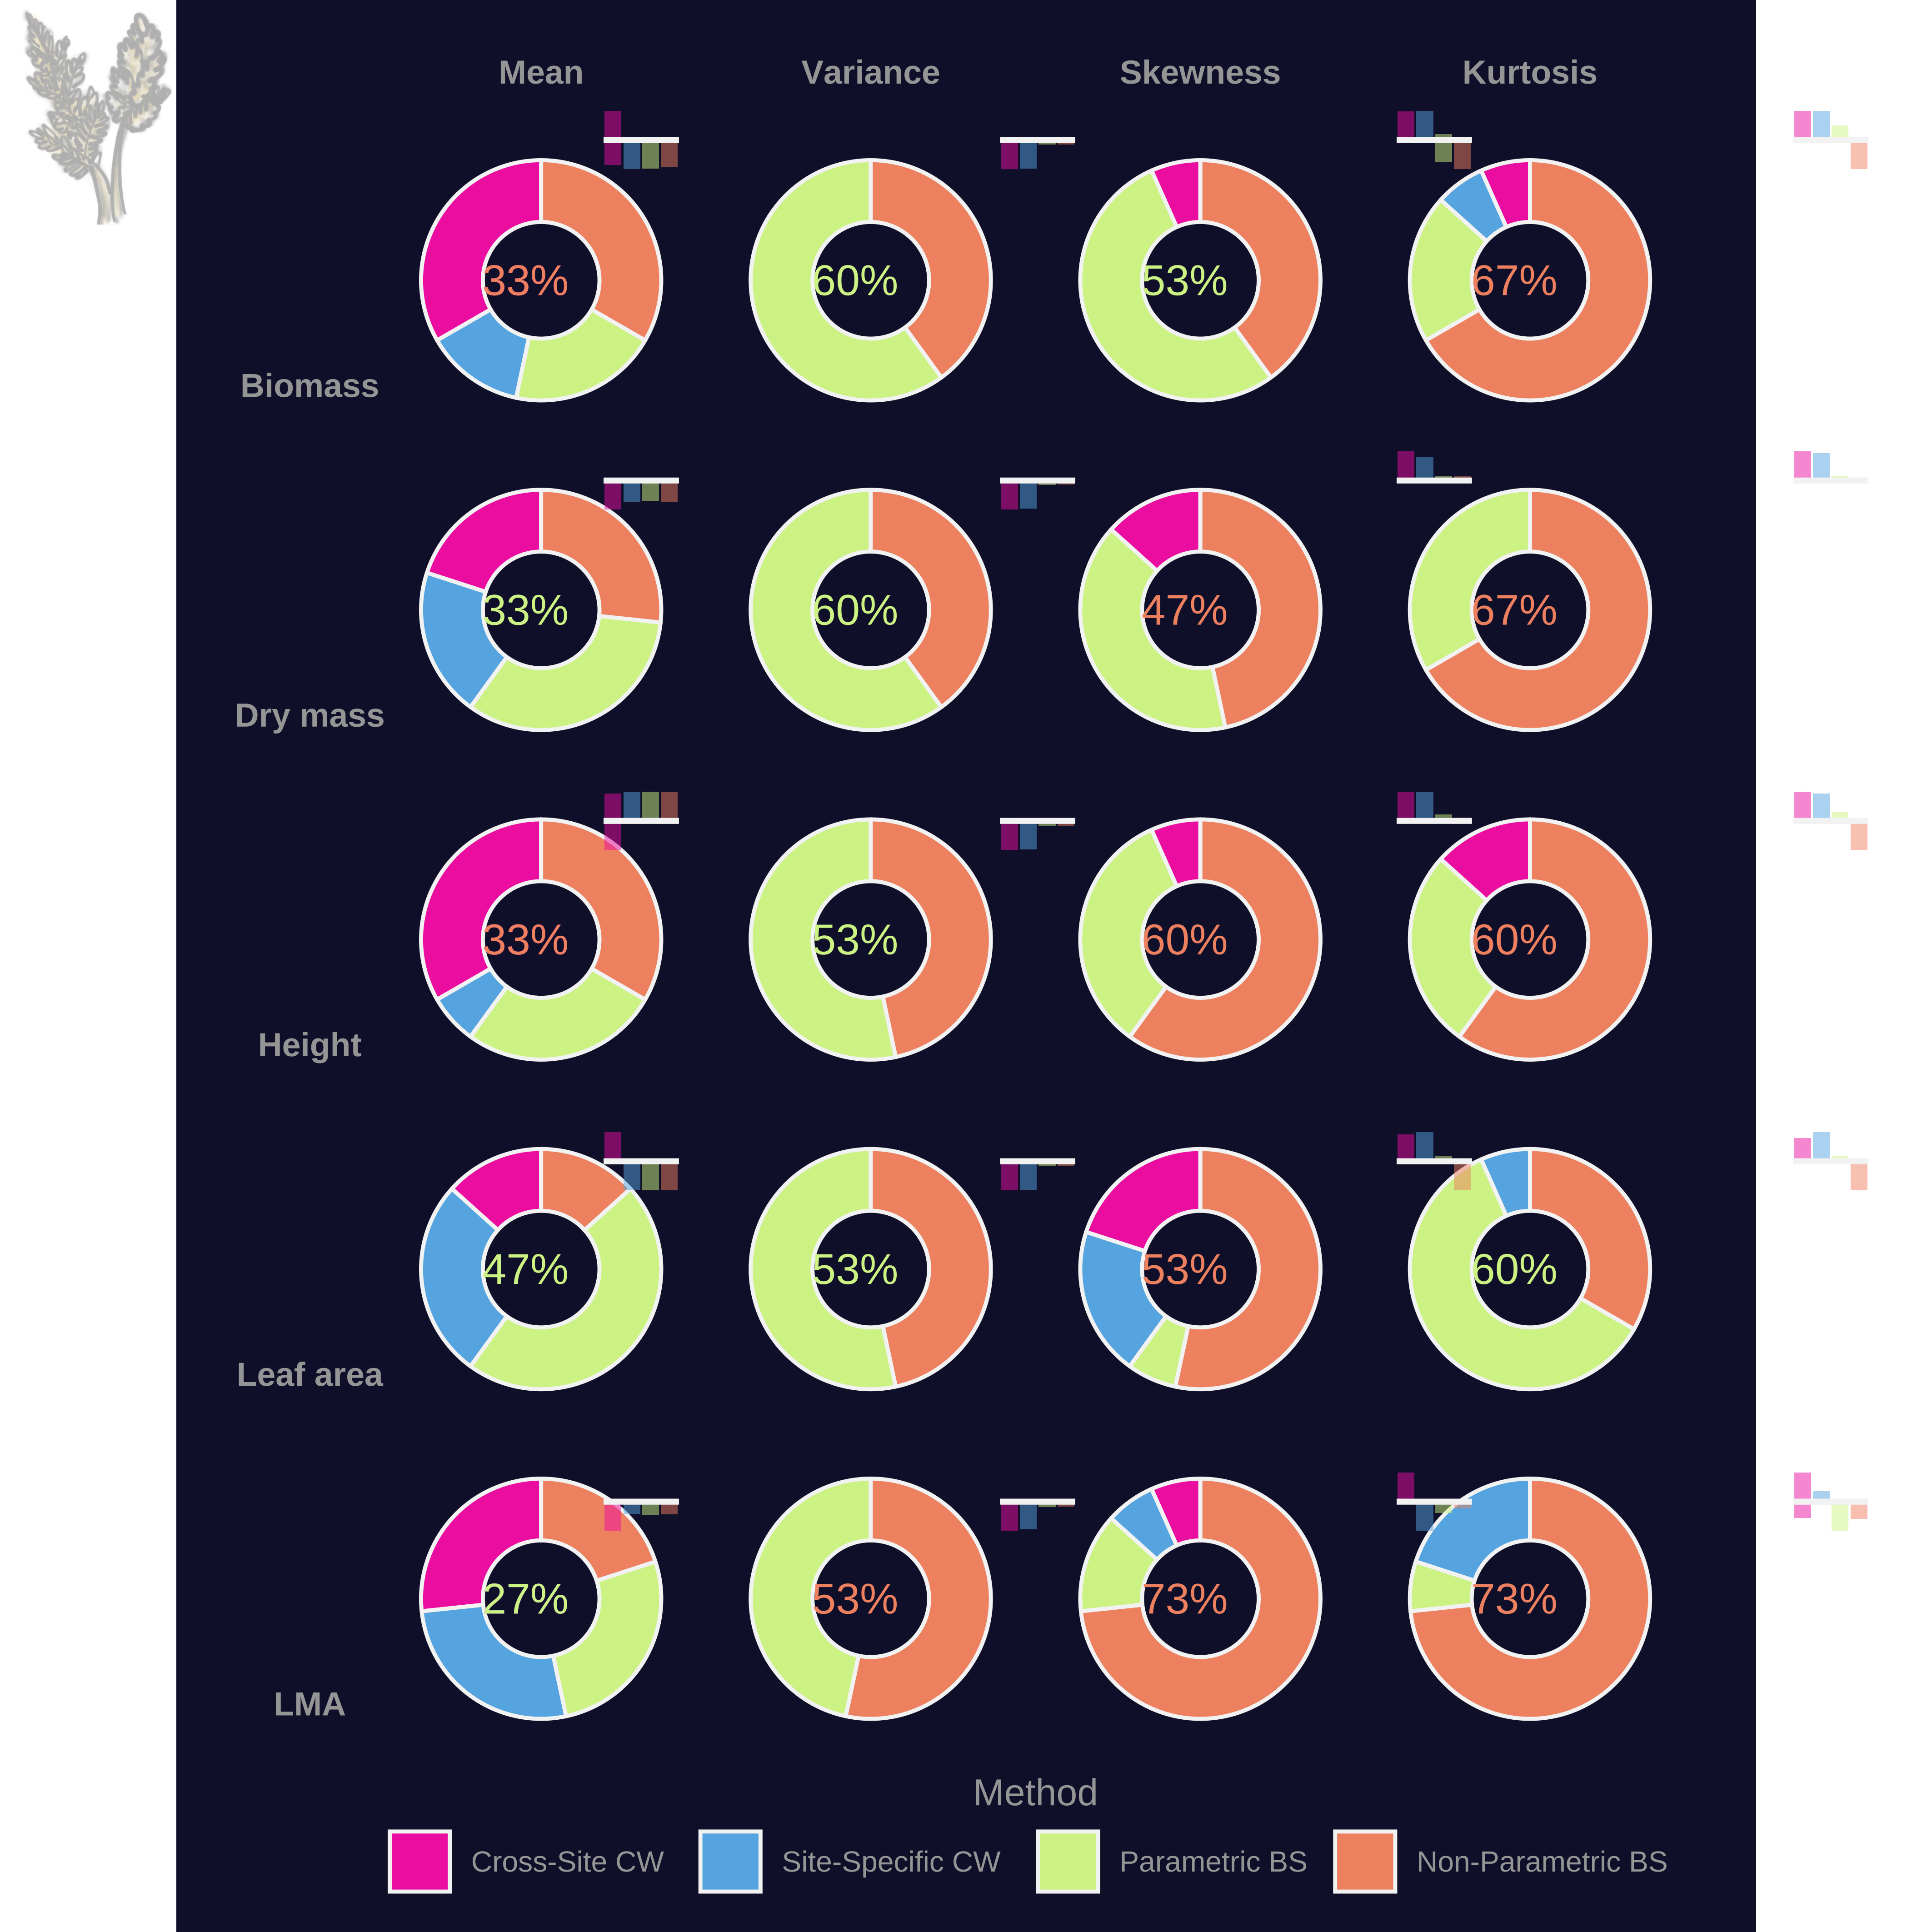 Mean Variance Skewness Kurtosis
33% 60% 53% 67%
Biomass
33% 60% 47% 67%
Dry mass
33% 53% 60% 60%
Height
47% 53% 53% 60%
Leaf area
27% 53% 73% 73%
LMA
Method
Cross-Site CW Site-Specific CW Parametric BS Non-Parametric BS